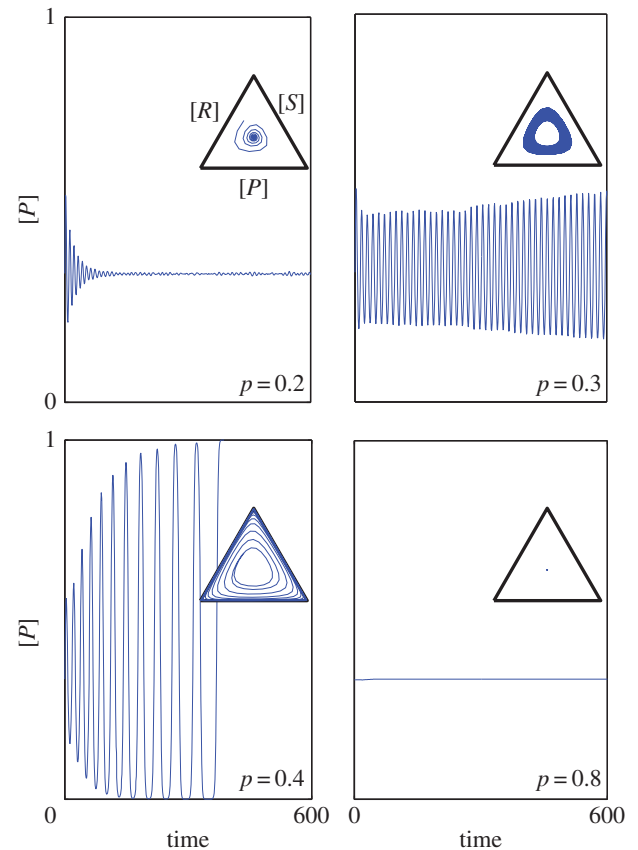 1
[R]
[S]
[P]
[P]
p = 0.2
0
p = 0.3
1
[P]
p = 0.4
p = 0.8
0
600
time
0
600
time